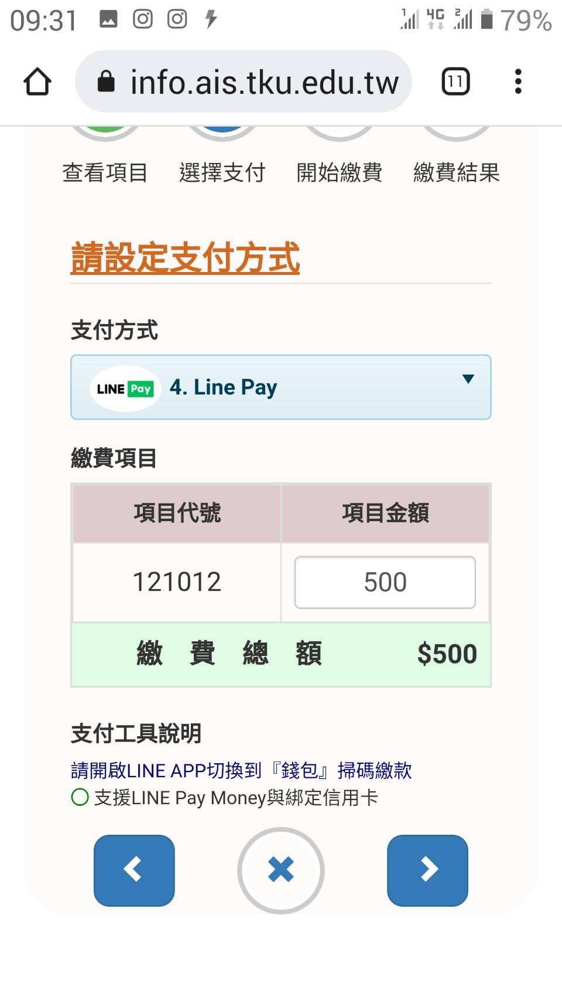 09:31
1 4G 2 79%
info.ais.tku.edu.tw 11
查看項目 選擇支付 開始繳費 繳費結果
請設定支付方式
支付方式
LINE Pay 4. Line Pay
繳費項目
項目代號 項目金額
121012 500
繳 費 總 額 $500
支付工具說明
請開啟LINE APP切換到『錢包』掃碼繳款
支援LINE Pay Money與綁定信用卡